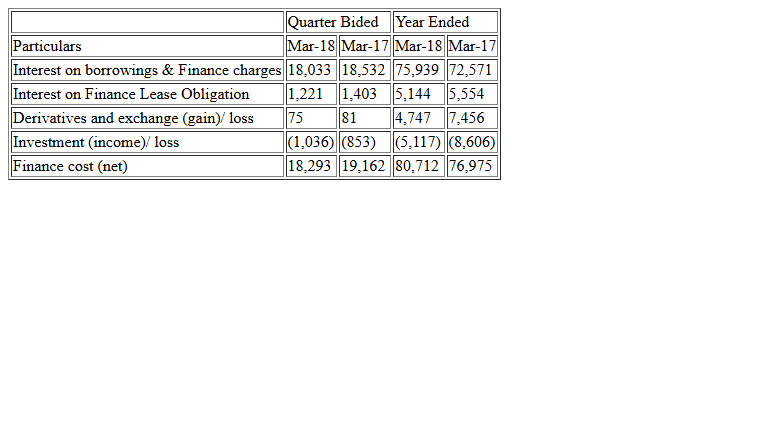 Quarter Bided Year Ended
Particulars Mar-18 Mar-17 Mar-18 Mar-17
Interest on borrowings & Finance charges 18,033 18,532 75,939 72,571
Interest on Finance Lease Obligation 1,221 1,403 5,144 5,554
Derivatives and exchange (gain)/ loss 75 81 4,747 7,456
Investment (income)/ loss (1,036) (853) (5,117) (8,606)
Finance cost (net) 18,293 19,162 80,712 76,975